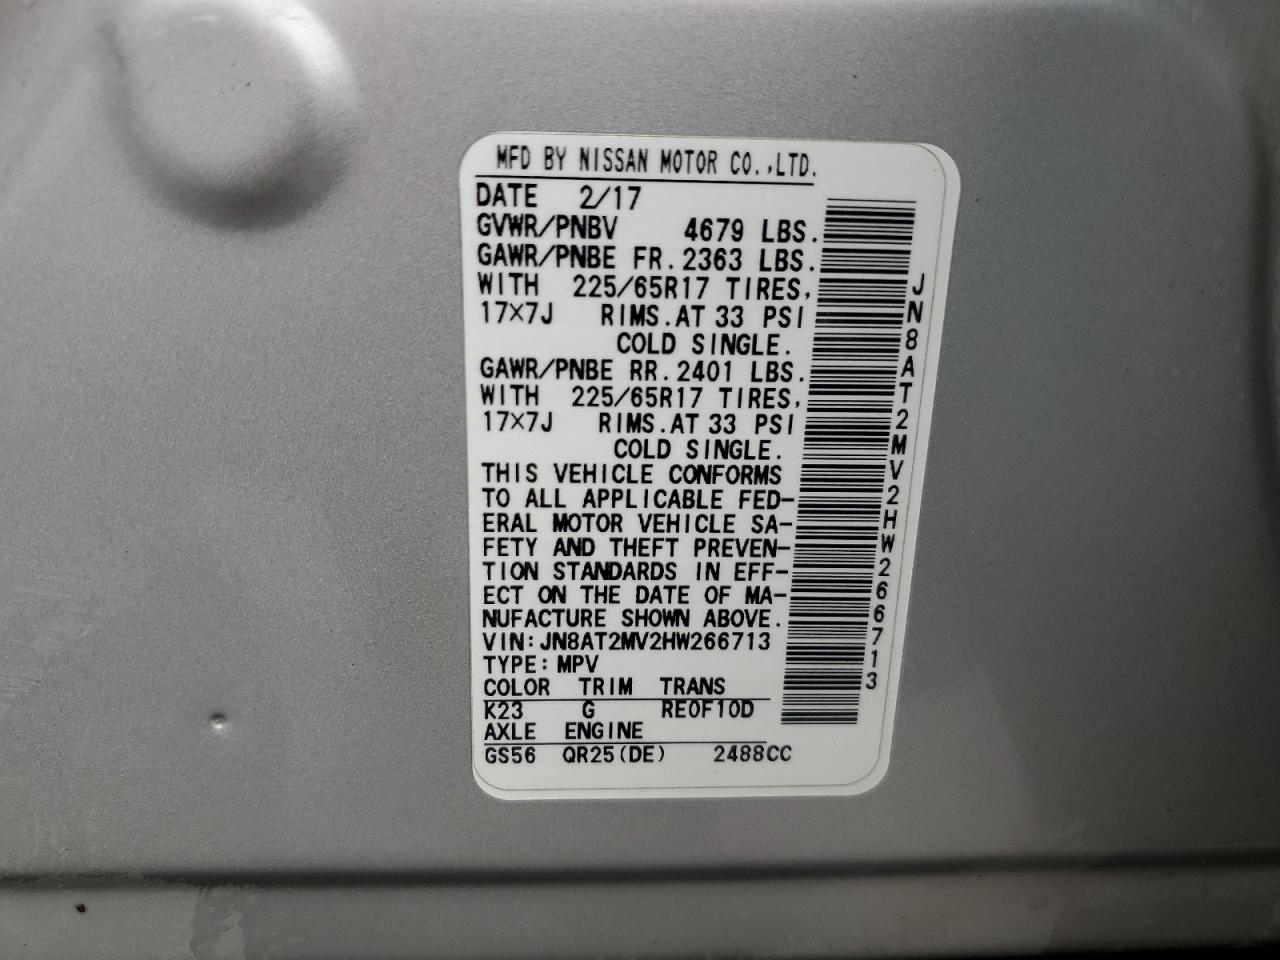 MFD BY NISSAN MOTOR CO.,LTD.
DATE 2/17
GVWR/PNBV 4679 LBS.
GAWR/PNBE FR.2363 LBS.
WITH 225/65R17 TIRES,
17×7J RIMS.AT 33 PSI
COLD SINGLE.
GAWR/PNBE RR.2401 LBS.
WITH 225/65R17 TIRES,
17×7J RIMS.AT 33 PSI
COLD SINGLE.
THIS VEHICLE CONFORMS
TO ALL APPLICABLE FED-
ERAL MOTOR VEHICLE SA-
FETY AND THEFT PREVEN-
TION STANDARDS IN EFF-
ECT ON THE DATE OF MA-
NUFACTURE SHOWN ABOVE.
VIN:JN8AT2MV2HW266713
TYPE:MPV
COLOR TRIM TRANS
K23 G RE0F10D
AXLE ENGINE
GS56 QR25(DE) 2488CC
JN8AT2MV2HW266713